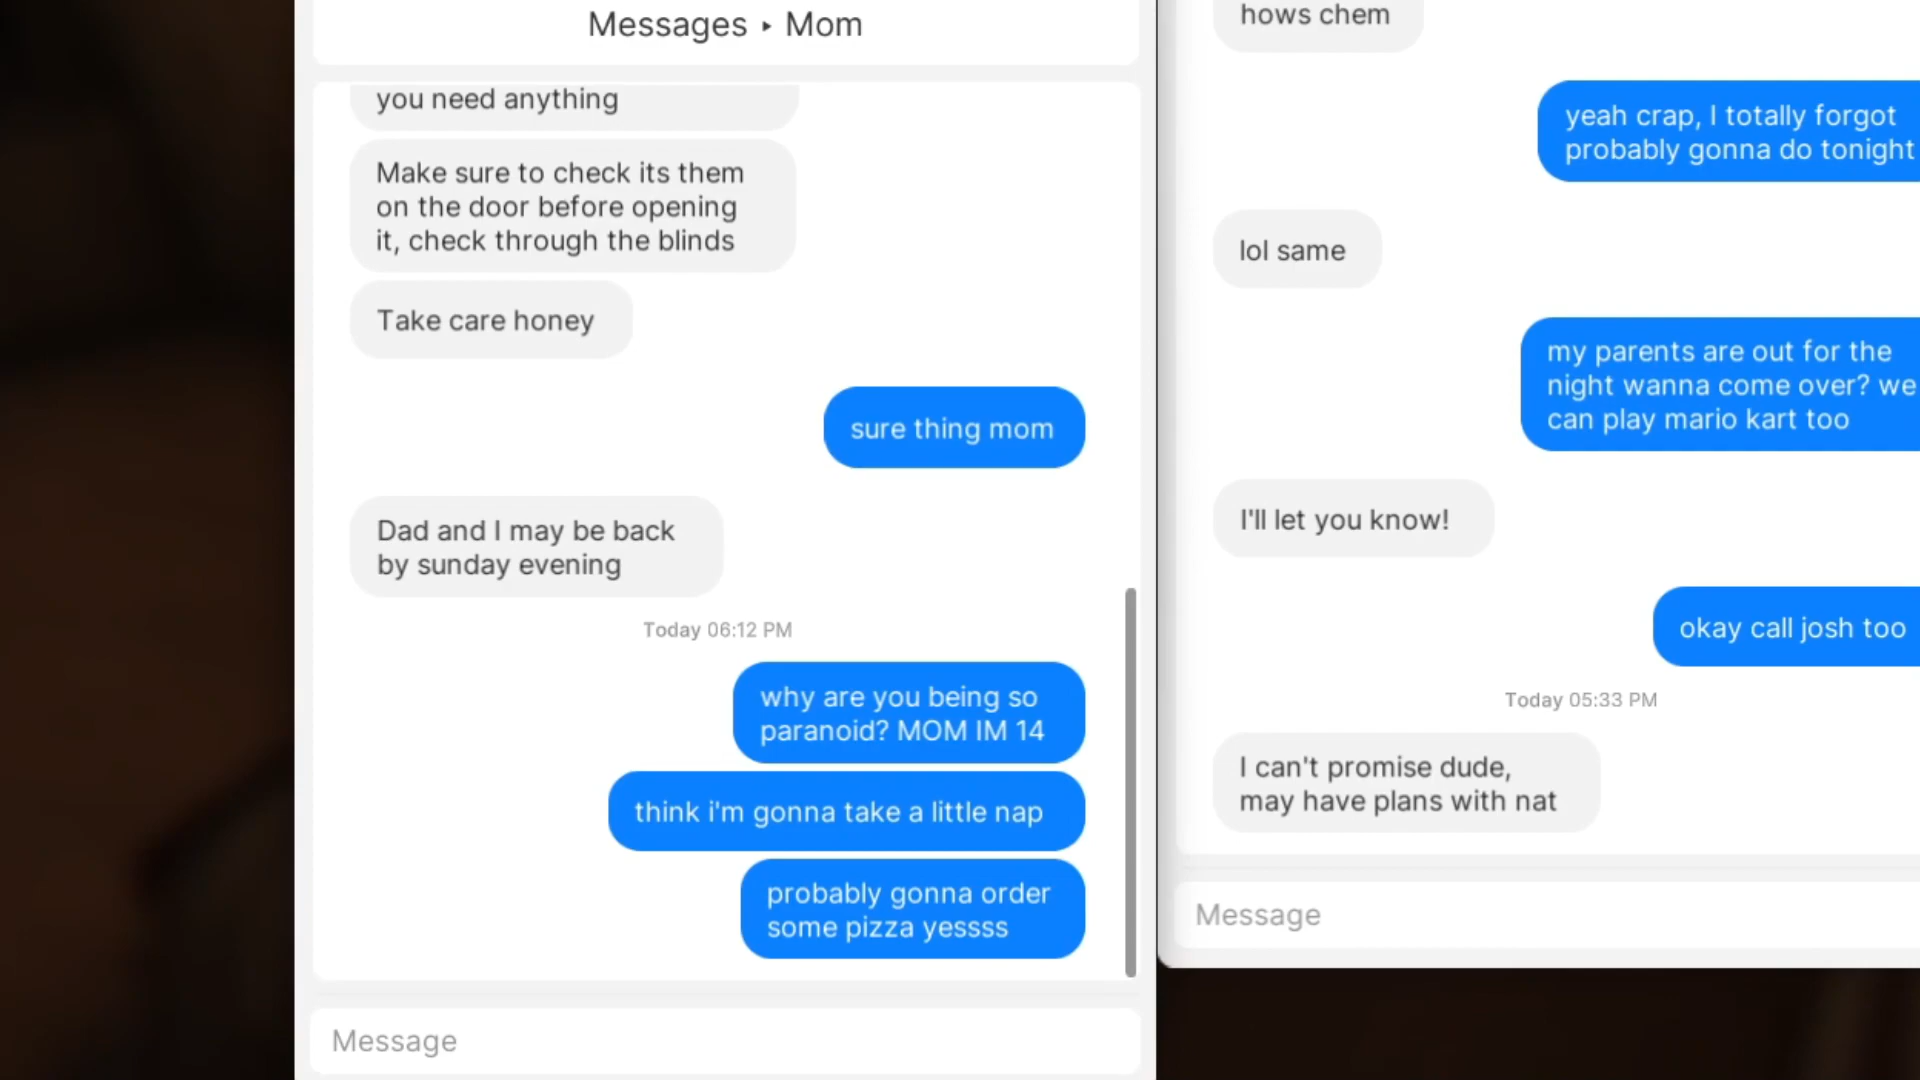 Messages ▸ Mom
you need anything
Make sure to check its them
on the door before opening
it, check through the blinds
Take care honey
sure thing mom
Dad and I may be back
by sunday evening
Today 06:12 PM
why are you being so
paranoid? MOM IM 14
think i'm gonna take a little nap
probably gonna order
some pizza yessss
Message
hows chem
yeah crap, I totally forgot
probably gonna do tonight
lol same
my parents are out for the
night wanna come over? we
can play mario kart too
I'll let you know!
okay call josh too
Today 05:33 PM
I can't promise dude,
may have plans with nat
Message